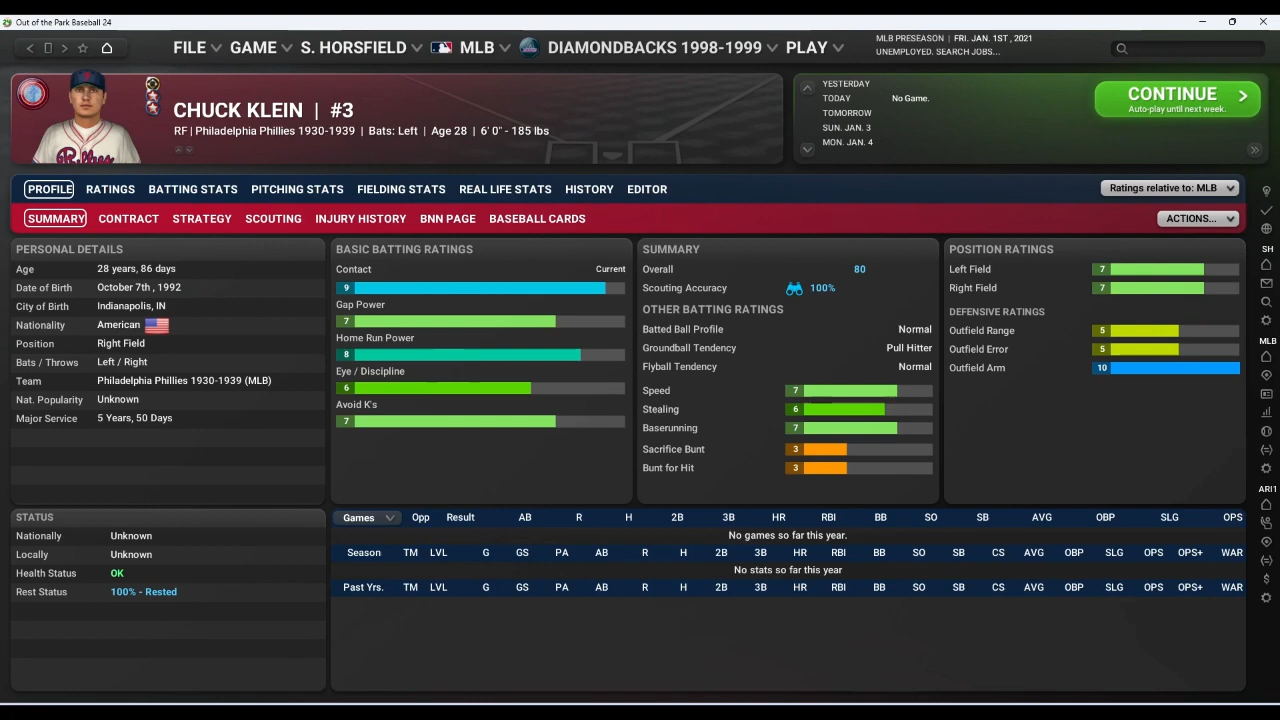 Out of the Park Baseball 24
FILE GAME S. HORSFIELD MLB DIAMONDBACKS 1998-1999 PLAY
MLB PRESEASON | FRI. JAN. 1ST , 2021
UNEMPLOYED. SEARCH JOBS...
CHUCK KLEIN | #3
RF | Philadelphia Phillies 1930-1939 | Bats: Left | Age 28 | 6' 0" - 185 lbs
Phillies
YESTERDAY
TODAY No Game.
TOMORROW
SUN. JAN. 3
MON. JAN. 4
CONTINUE
Auto-play until next week.
PROFILE RATINGS BATTING STATS PITCHING STATS FIELDING STATS REAL LIFE STATS HISTORY EDITOR
Ratings relative to: MLB
SUMMARY CONTRACT STRATEGY SCOUTING INJURY HISTORY BNN PAGE BASEBALL CARDS
ACTIONS...
PERSONAL DETAILS
Age 28 years, 86 days
Date of Birth October 7th , 1992
City of Birth Indianapolis, IN
Nationality American
Position Right Field
Bats / Throws Left / Right
Team Philadelphia Phillies 1930-1939 (MLB)
Nat. Popularity Unknown
Major Service 5 Years, 50 Days
BASIC BATTING RATINGS
Contact Current
9
Gap Power
7
Home Run Power
8
Eye / Discipline
6
Avoid K's
7
SUMMARY
Overall 80
Scouting Accuracy 100%
OTHER BATTING RATINGS
Batted Ball Profile Normal
Groundball Tendency Pull Hitter
Flyball Tendency Normal
Speed 7
Stealing 6
Baserunning 7
Sacrifice Bunt 3
Bunt for Hit 3
POSITION RATINGS
Left Field 7
Right Field 7
DEFENSIVE RATINGS
Outfield Range 5
Outfield Error 5
Outfield Arm 10
STATUS
Nationally Unknown
Locally Unknown
Health Status OK
Rest Status 100% - Rested
Games Opp Result AB R H 2B 3B HR RBI BB SO SB AVG OBP SLG OPS
No games so far this year.
Season TM LVL G GS PA AB R H 2B 3B HR RBI BB SO SB CS AVG OBP SLG OPS OPS+ WAR
No stats so far this year
Past Yrs. TM LVL G GS PA AB R H 2B 3B HR RBI BB SO SB CS AVG OBP SLG OPS OPS+ WAR
SH
MLB
ARI1